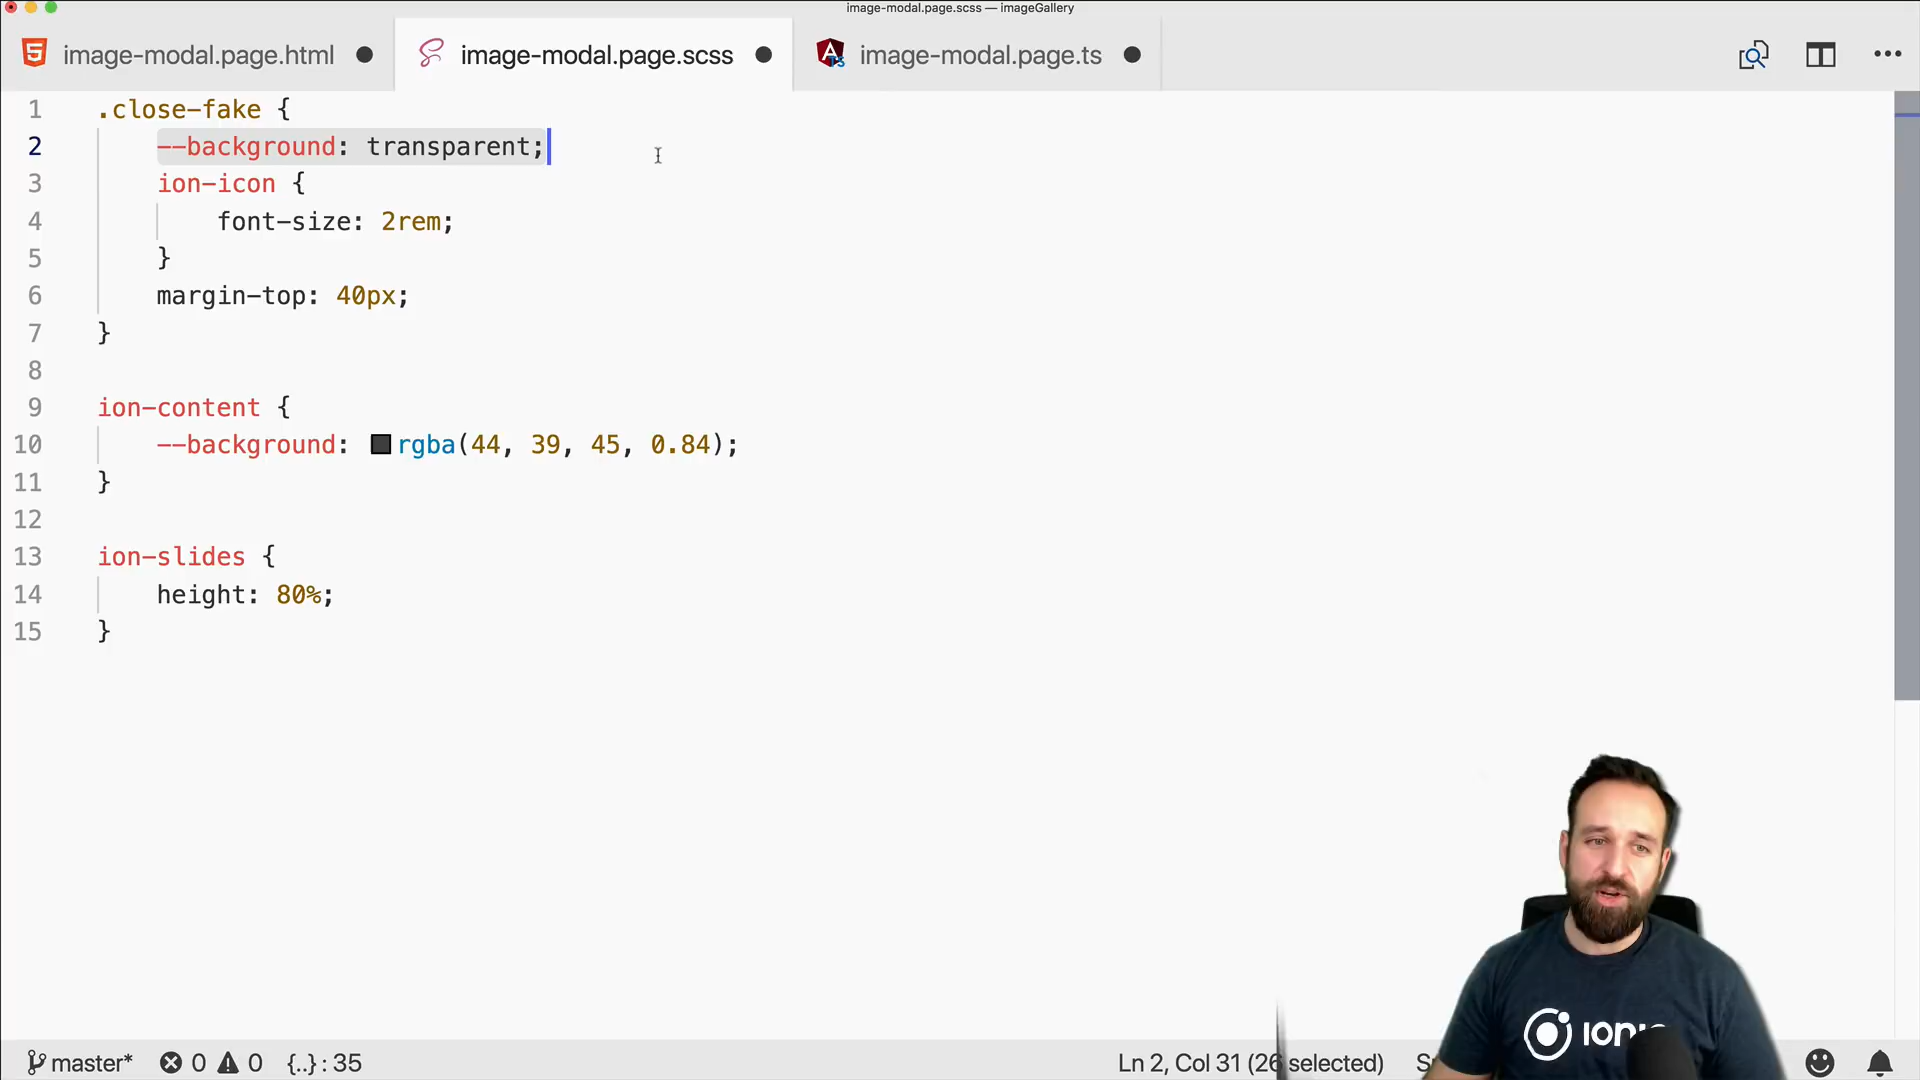 image-modal.page.scss — imageGallery
image-modal.page.html
image-modal.page.scss
image-modal.page.ts
1 .close-fake {
2 --background: transparent;
3 ion-icon {
4 font-size: 2rem;
5 }
6 margin-top: 40px;
7 }
8
9 ion-content {
10 --background: rgba(44, 39, 45, 0.84);
11 }
12
13 ion-slides {
14 height: 80%;
15 }
master* 0 0 {..}: 35 Ln 2, Col 31 (26 selected)